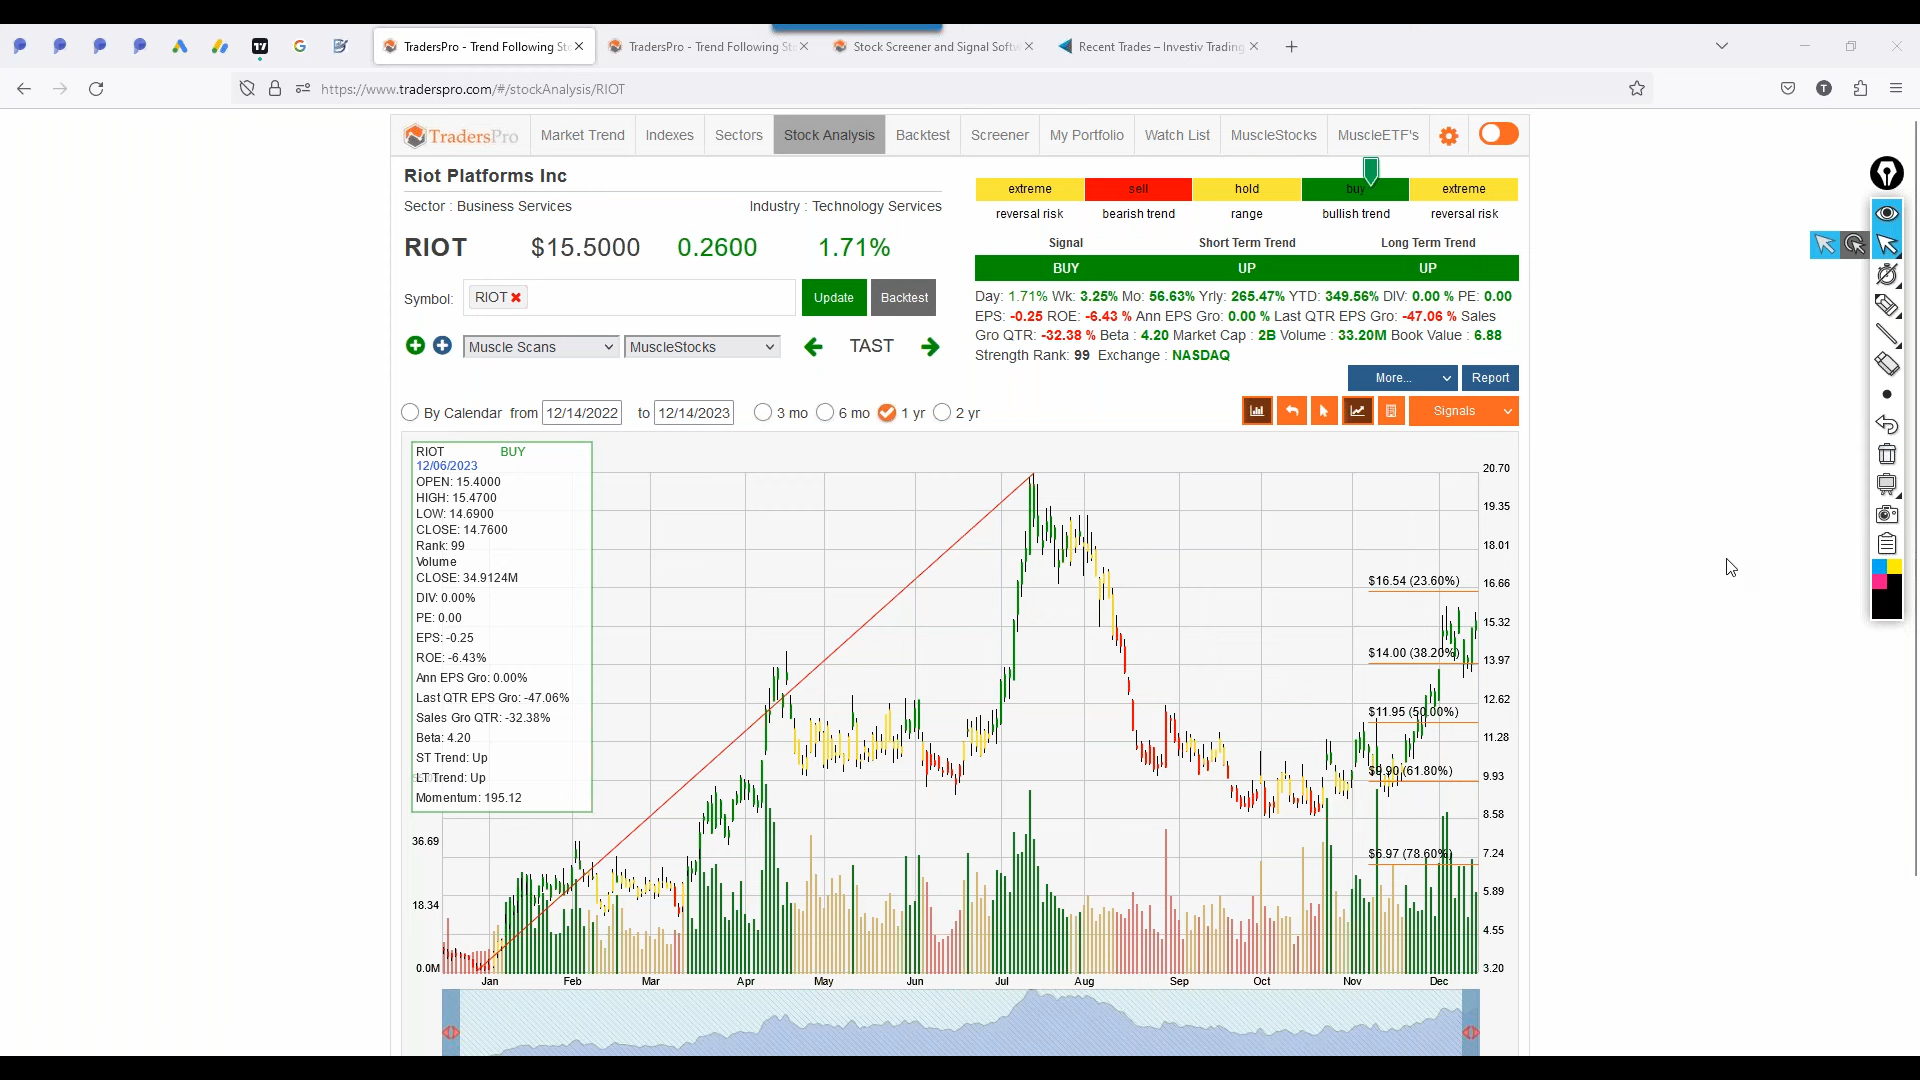 TradersPro - Trend Following Sto
TradersPro - Trend Following Sto
Stock Screener and Signal Softw
Recent Trades – Investiv Trading
https://www.traderspro.com/#/stockAnalysis/RIOT
TradersPro
Market Trend
Indexes
Sectors
Stock Analysis
Backtest
Screener
My Portfolio
Watch List
MuscleStocks
MuscleETF's
Riot Platforms Inc
Sector : Business Services
Industry : Technology Services
extreme sell hold buy extreme
reversal risk bearish trend range bullish trend reversal risk
RIOT $15.5000 0.2600 1.71%
Signal Short Term Trend Long Term Trend
BUY UP UP
Symbol: RIOT
Update
Backtest
Day: 1.71% Wk: 3.25% Mo: 56.63% Yrly: 265.47% YTD: 349.56% DIV: 0.00 % PE: 0.00
EPS: -0.25 ROE: -6.43 % Ann EPS Gro: 0.00 % Last QTR EPS Gro: -47.06 % Sales
Gro QTR: -32.38 % Beta : 4.20 Market Cap : 2B Volume : 33.20M Book Value : 6.88
Strength Rank: 99 Exchange : NASDAQ
Muscle Scans
MuscleStocks
TAST
More...
Report
By Calendar from 12/14/2022 to 12/14/2023 3 mo 6 mo 1 yr 2 yr
Signals
RIOT BUY
12/06/2023
OPEN: 15.4000
HIGH: 15.4700
LOW: 14.6900
CLOSE: 14.7600
Rank: 99
Volume
CLOSE: 34.9124M
DIV: 0.00%
PE: 0.00
EPS: -0.25
ROE: -6.43%
Ann EPS Gro: 0.00%
Last QTR EPS Gro: -47.06%
Sales Gro QTR: -32.38%
Beta: 4.20
ST Trend: Up
LT Trend: Up
Momentum: 195.12
36.69
18.34
0.0M
$16.54 (23.60%)
$14.00 (38.20%)
$11.95 (50.00%)
$9.90 (61.80%)
$6.97 (78.60%)
20.70
19.35
18.01
16.66
15.32
13.97
12.62
11.28
9.93
8.58
7.24
5.89
4.55
3.20
Jan Feb Mar Apr May Jun Jul Aug Sep Oct Nov Dec